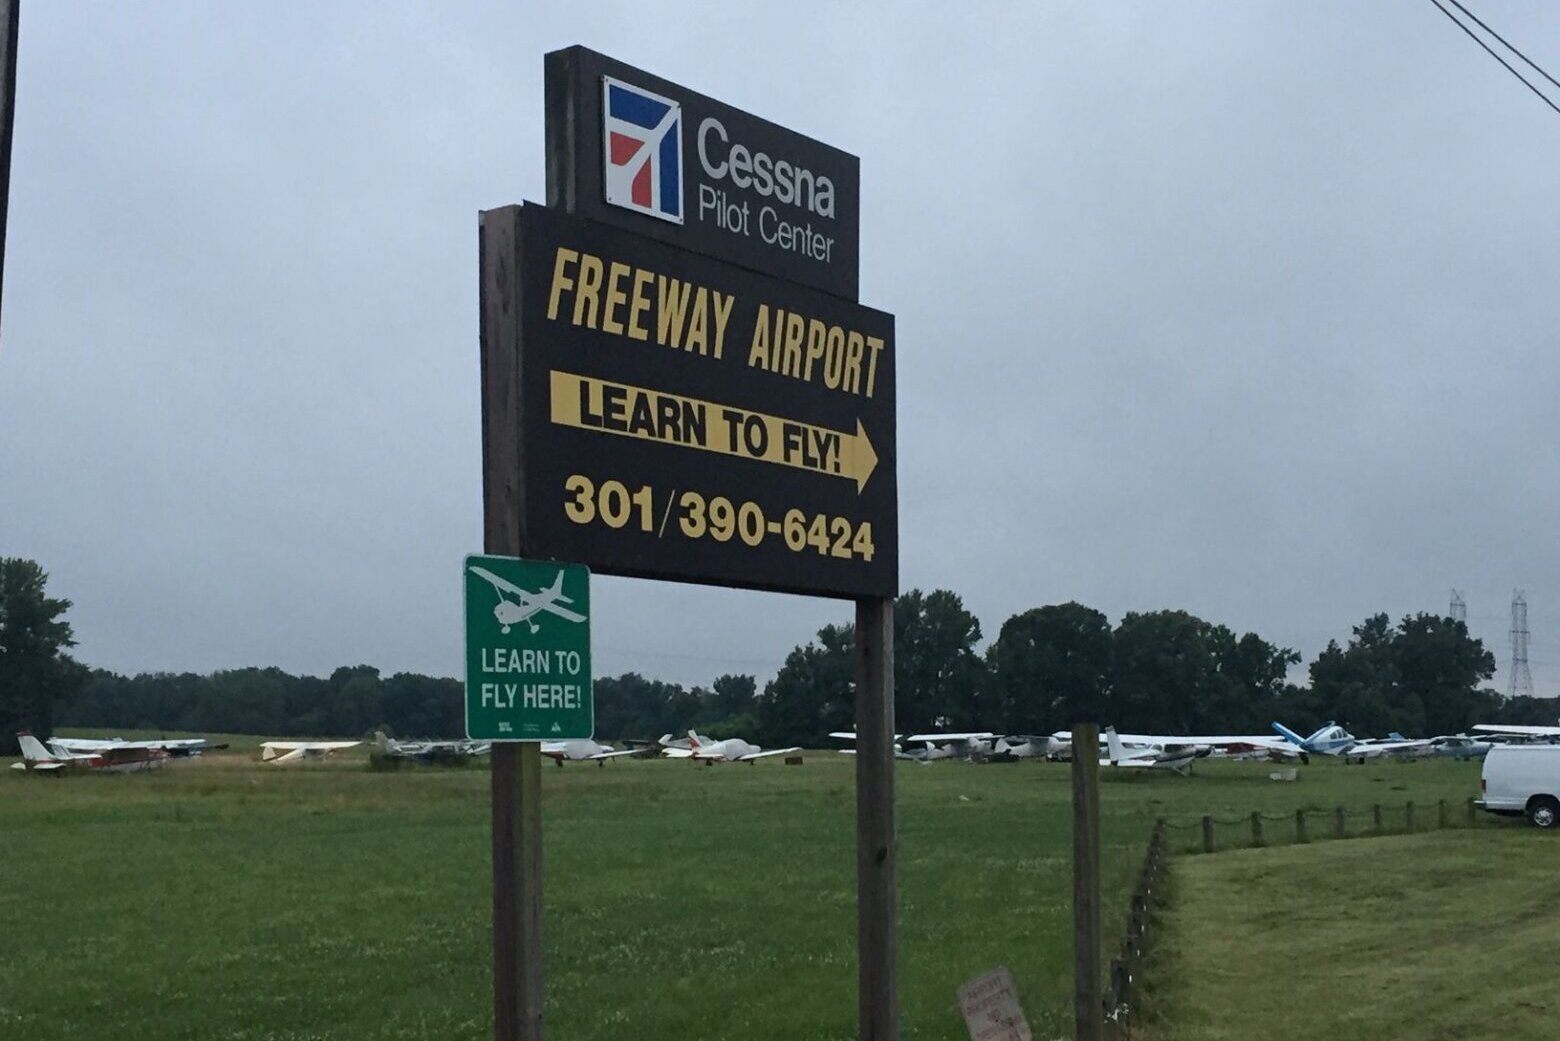 Cessna
Pilot Center
FREEWAY AIRPORT
LEARN TO FLY!
301/390-6424
LEARN TO
FLY HERE!